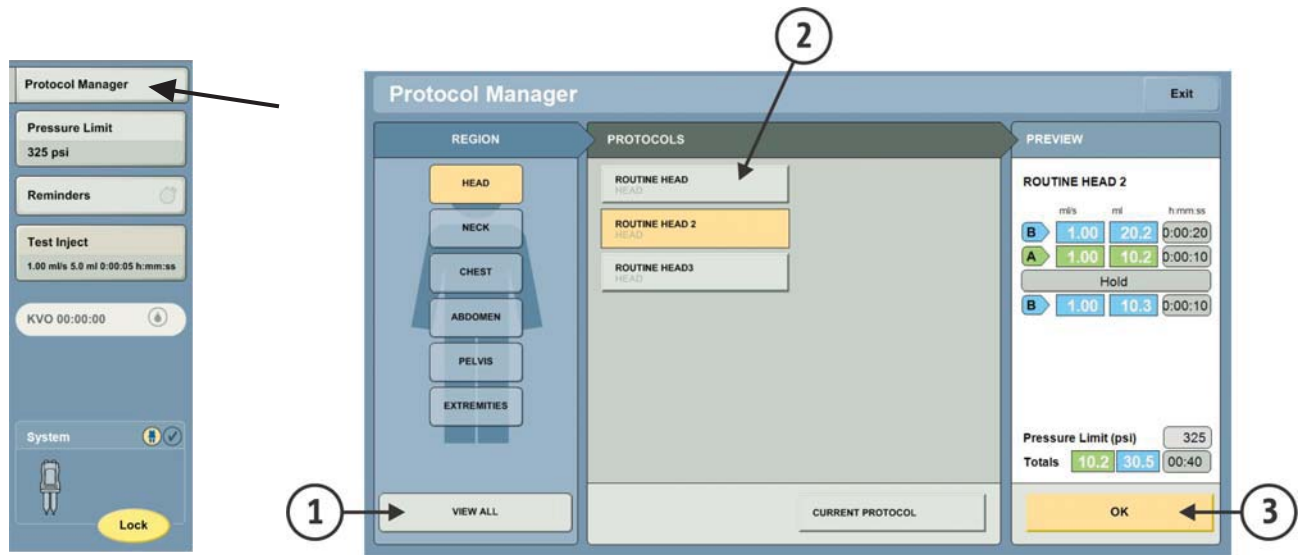 Protocol Manager
Pressure Limit
325 psi
Reminders
Test Inject
1.00 ml/s 5.0 ml 0:00:05 h:mm:ss
KVO 00:00:00
System
Lock
2
Protocol Manager
Exit
REGION
HEAD
NECK
CHEST
ABDOMEN
PELVIS
EXTREMITIES
1
VIEW ALL
PROTOCOLS
ROUTINE HEAD
HEAD
ROUTINE HEAD 2
HEAD
ROUTINE HEAD3
HEAD
CURRENT PROTOCOL
PREVIEW
ROUTINE HEAD 2
ml/s ml h:mm:ss
B 1.00 20.2 0:00:20
A 1.00 10.2 0:00:10
Hold
B 1.00 10.3 0:00:10
Pressure Limit (psi) 325
Totals 10.2 30.5 00:40
OK
3